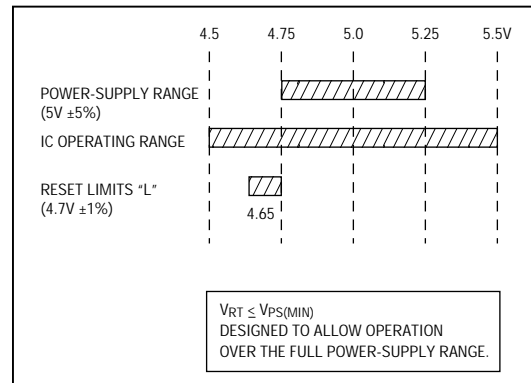 4.5 4.75 5.0 5.25 5.5V
POWER-SUPPLY RANGE
(5V ±5%)
IC OPERATING RANGE
RESET LIMITS “L”
(4.7V ±1%)
4.65
VRT ≤ VPS(MIN)
DESIGNED TO ALLOW OPERATION
OVER THE FULL POWER-SUPPLY RANGE.